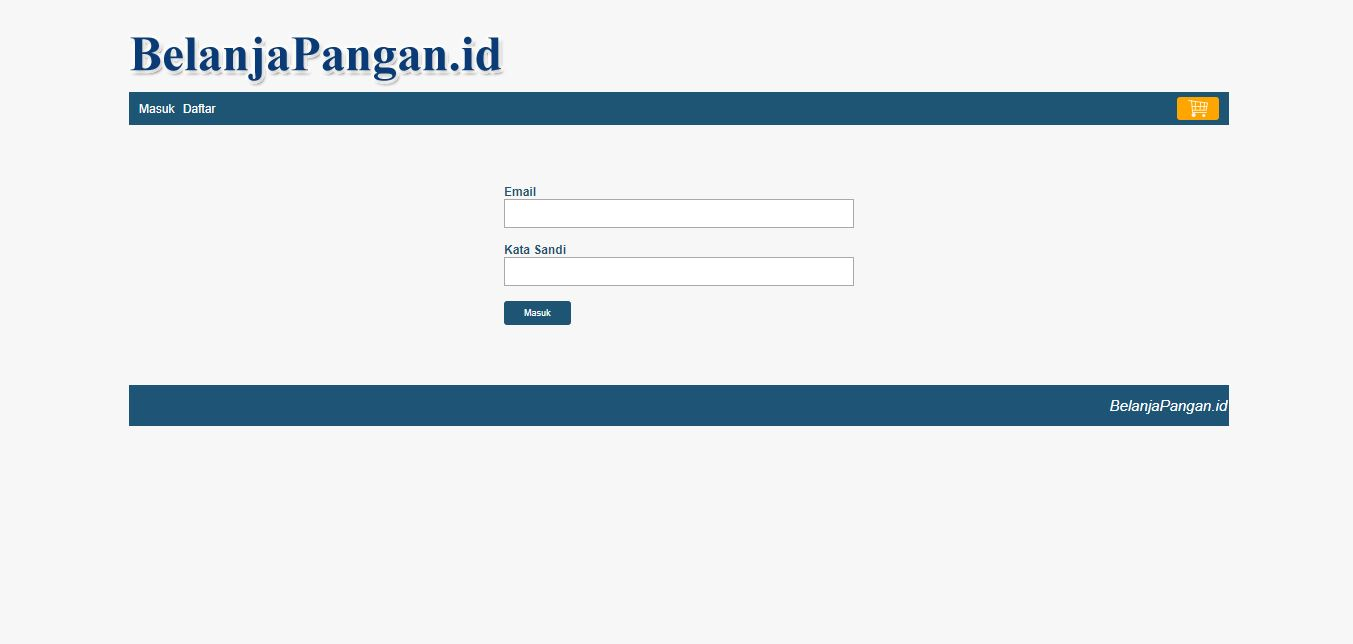 BelanjaPangan.id
Masuk Daftar
Email
Kata Sandi
Masuk
BelanjaPangan.id